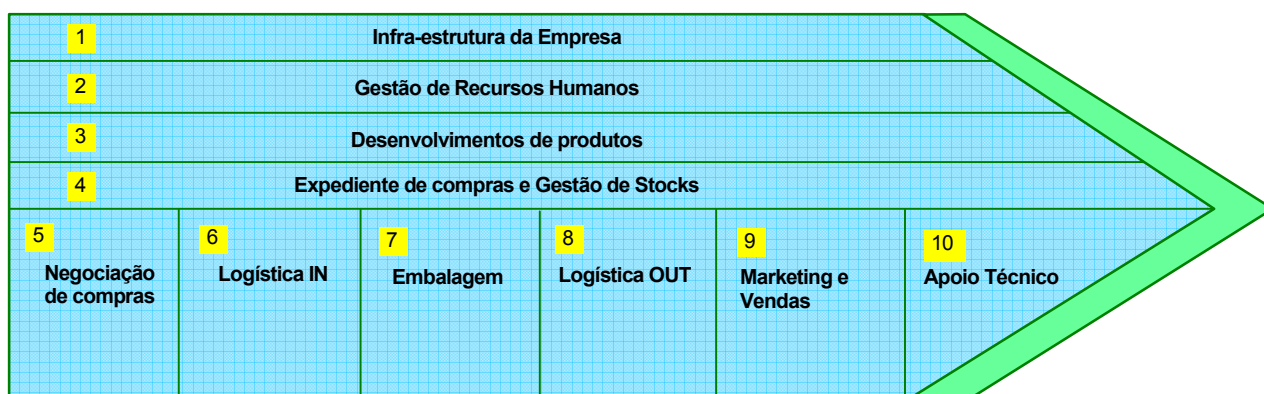 1 Infra-estrutura da Empresa
2 Gestão de Recursos Humanos
3 Desenvolvimentos de produtos
4 Expediente de compras e Gestão de Stocks
5
Negociação
de compras
6
Logística IN
7
Embalagem
8
Logística OUT
9
Marketing e
Vendas
10
Apoio Técnico